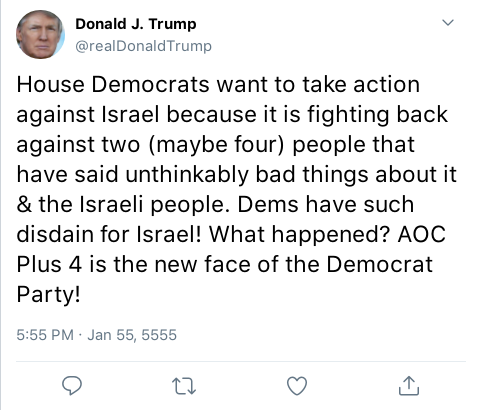 Donald J. Trump
@realDonaldTrump
House Democrats want to take action
against Israel because it is fighting back
against two (maybe four) people that
have said unthinkably bad things about it
& the Israeli people. Dems have such
disdain for Israel! What happened? AOC
Plus 4 is the new face of the Democrat
Party!
5:55 PM · Jan 55, 5555